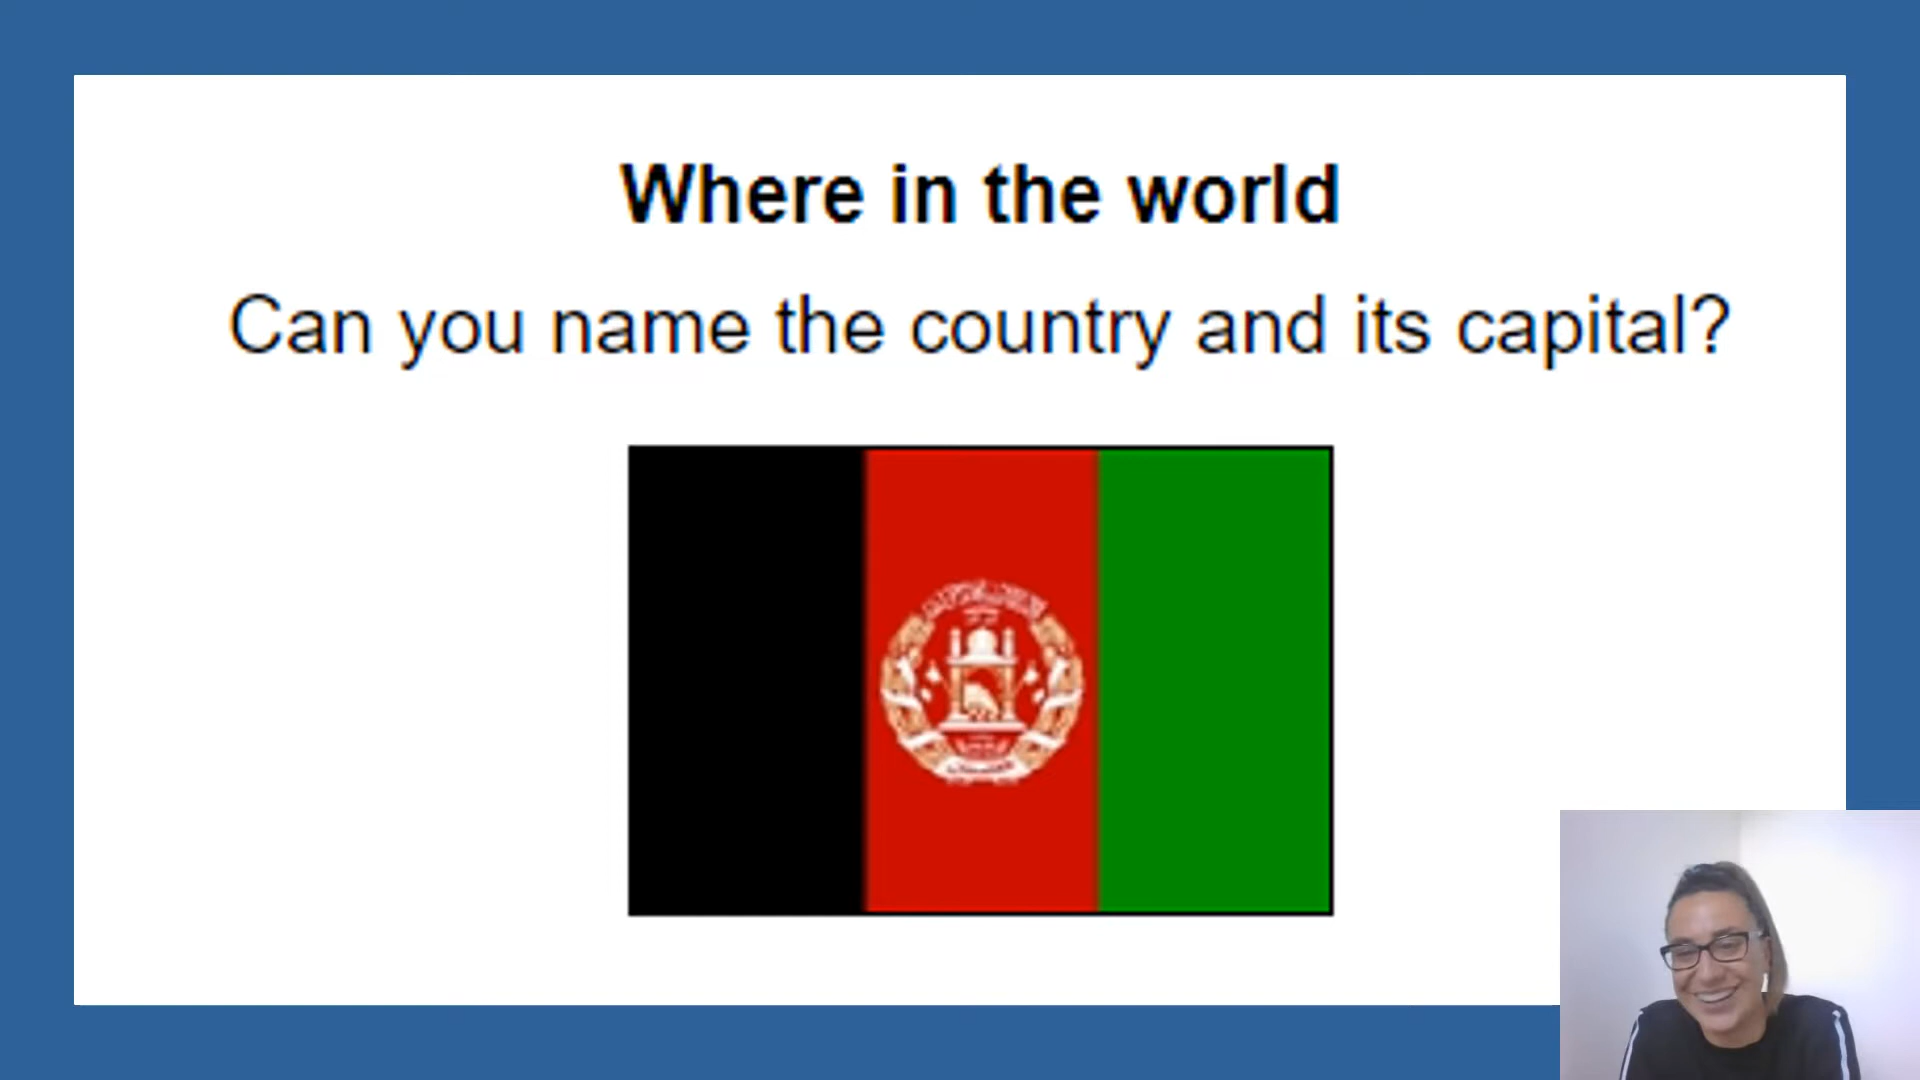 Where in the world
Can you name the country and its capital?